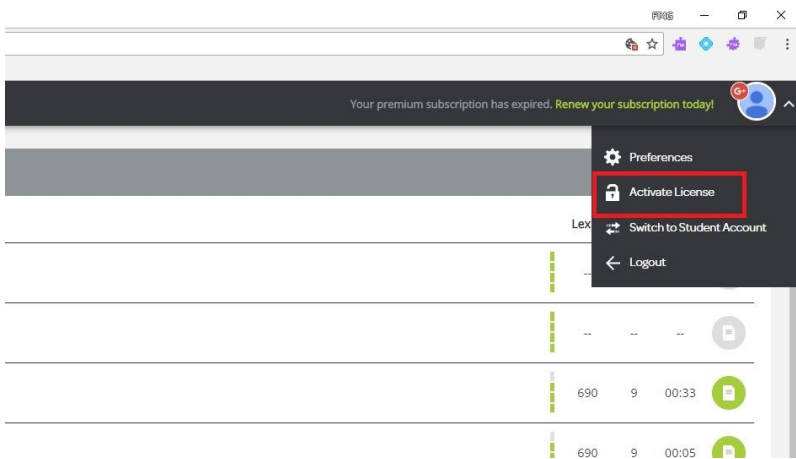 Your premium subscription has expired. Renew your subscription today!
G+
Preferences
Activate License
Lex
Switch to Student Account
Logout
--
-- -- --
690 9 00:33
690 9 00:05